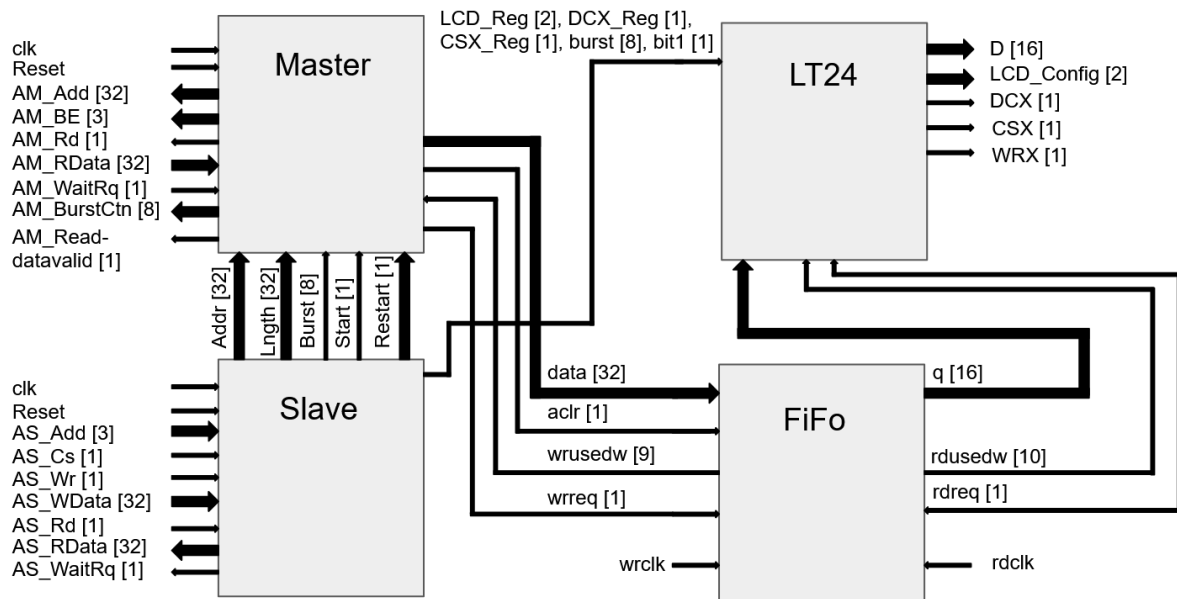 LCD_Reg [2], DCX_Reg [1],
CSX_Reg [1], burst [8], bit1 [1]
clk
Reset
AM_Add [32]
AM_BE [3]
AM_Rd [1]
AM_RData [32]
AM_WaitRq [1]
AM_BurstCtn [8]
AM_Read-
datavalid [1]
Master
LT24
D [16]
LCD_Config [2]
DCX [1]
CSX [1]
WRX [1]
Addr [32]
Lngth [32]
Burst [8]
Start [1]
Restart [1]
clk
Reset
AS_Add [3]
AS_Cs [1]
AS_Wr [1]
AS_WData [32]
AS_Rd [1]
AS_RData [32]
AS_WaitRq [1]
Slave
data [32]
aclr [1]
wrusedw [9]
wrreq [1]
wrclk
FiFo
q [16]
rdusedw [10]
rdreq [1]
rdclk